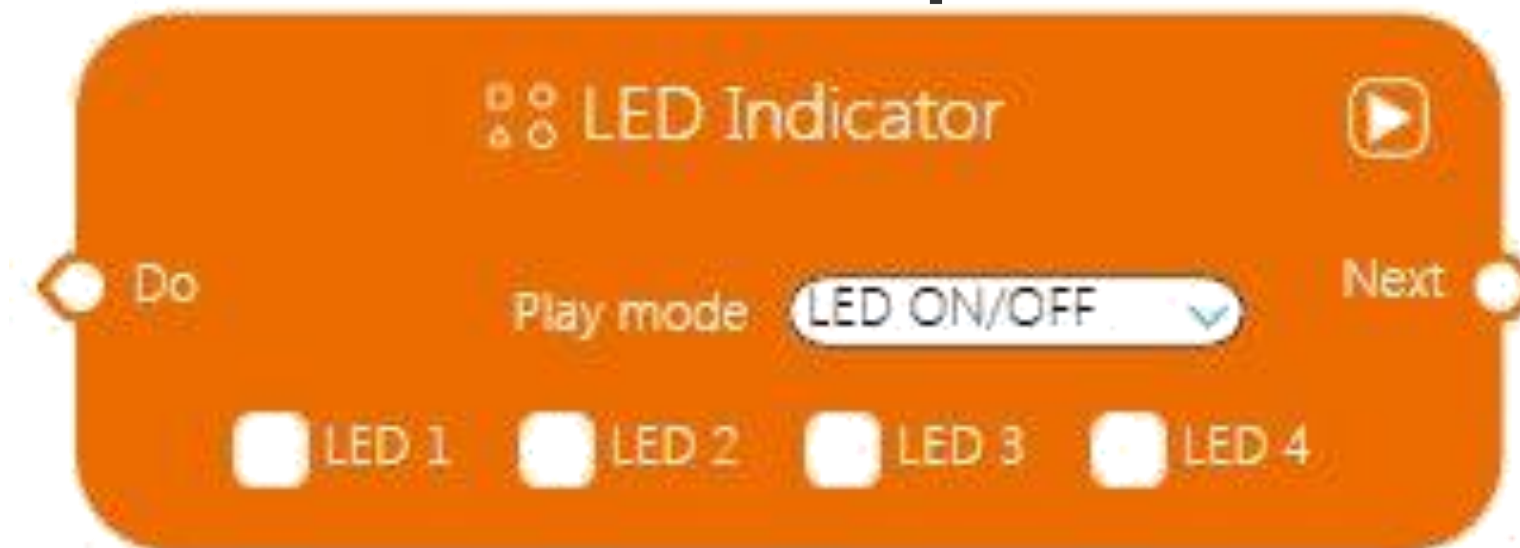 LED Indicator
Do
Play mode LED ON/OFF
Next
LED 1 LED 2 LED 3 LED 4